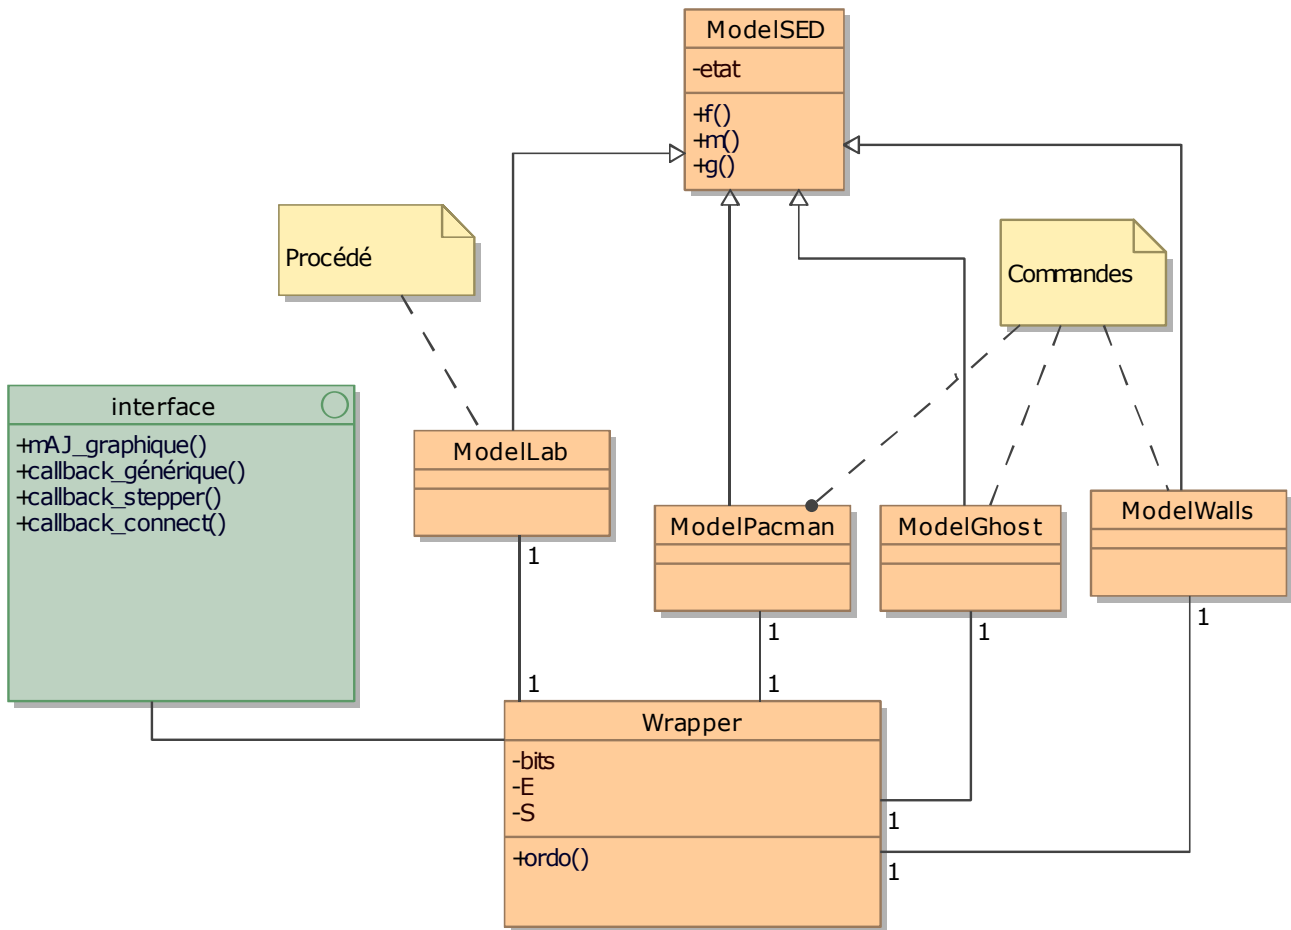 ModelSED
-etat
+f()
+m()
+g()
Procédé
Commandes
interface
+mAJ_graphique()
+callback_générique()
+callback_stepper()
+callback_connect()
ModelLab
ModelPacman
ModelGhost
ModelWalls
1
1
1
1
1
1
Wrapper
-bits
-E
-S
+ordo()
1
1